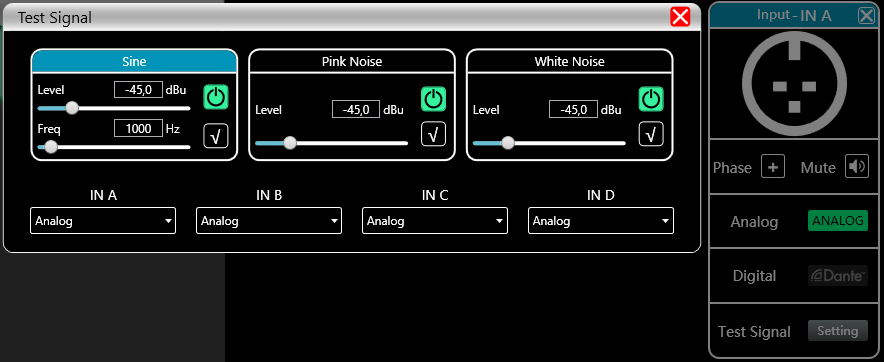 Test Signal
Sine
Level -45,0 dBu
Freq 1000 Hz
√
Pink Noise
Level -45,0 dBu
√
White Noise
Level -45,0 dBu
√
IN A IN B IN C IN D
Analog Analog Analog Analog
Input - IN A
Phase + Mute
Analog ANALOG
Digital Dante™
Test Signal Setting